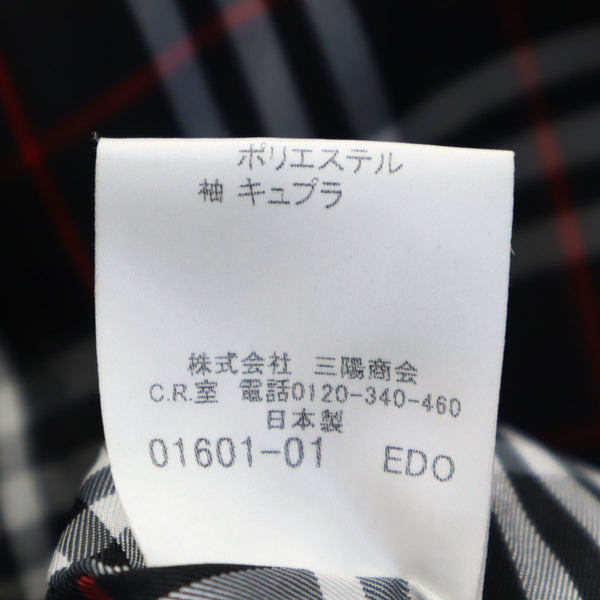 ポリエステル
袖 キュプラ
株式会社 三陽商会
C.R.室 電話0120-340-460
日本製
01601-01 EDO